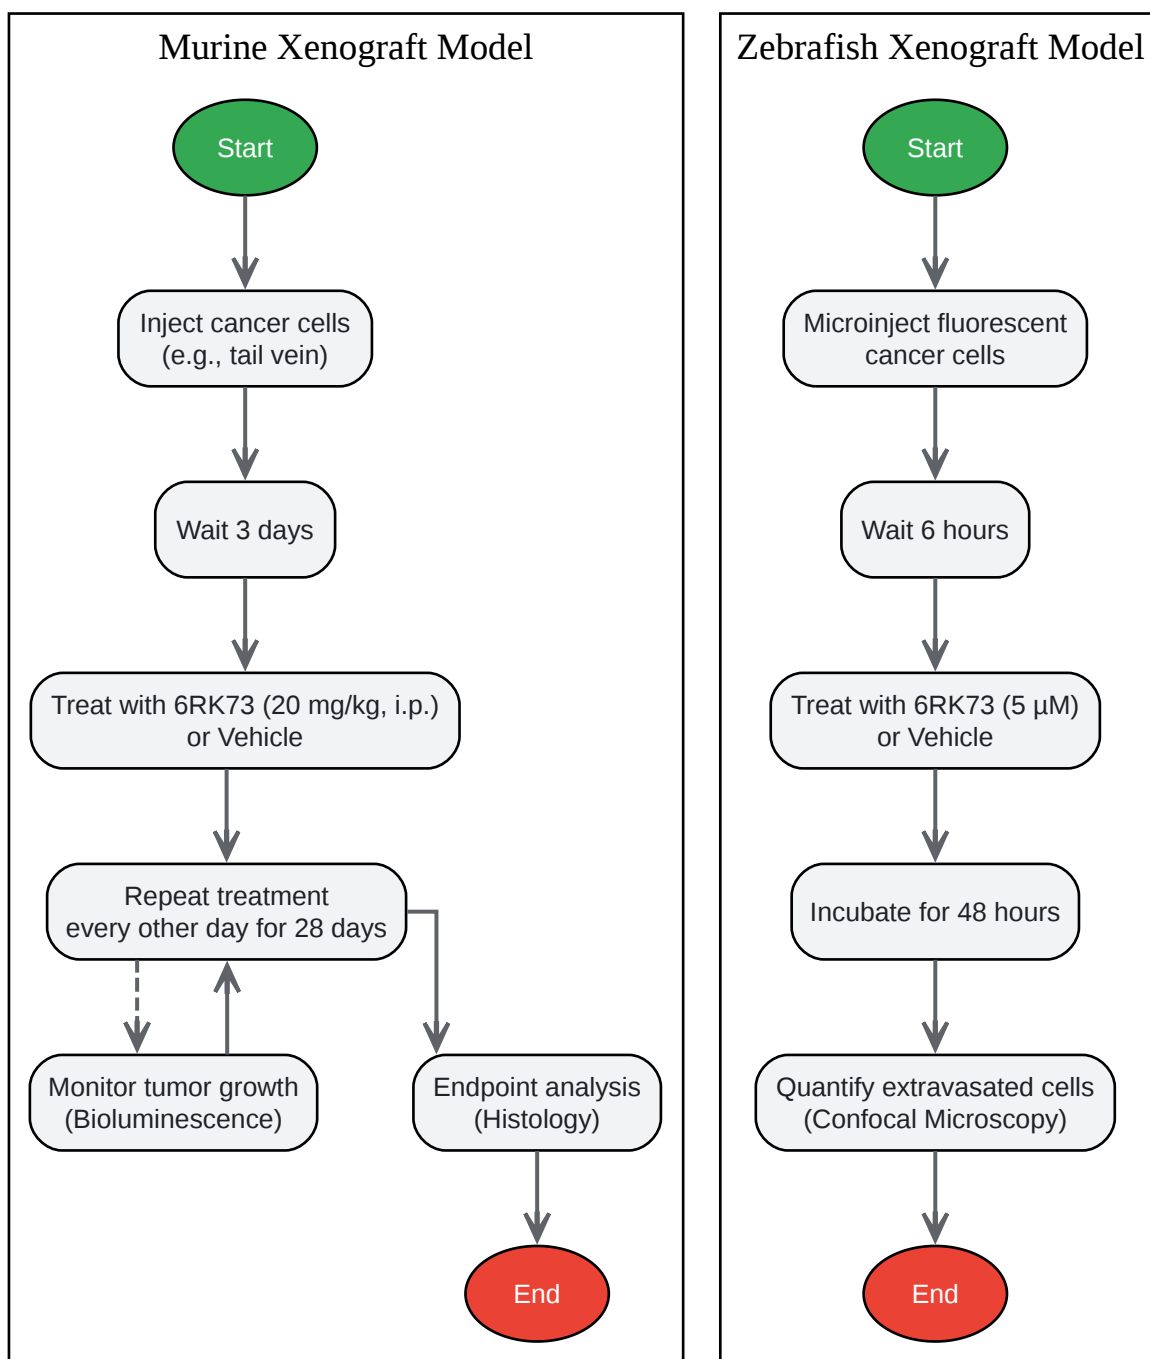 Murine Xenograft Model
Start
Inject cancer cells
(e.g., tail vein)
Wait 3 days
Treat with 6RK73 (20 mg/kg, i.p.)
or Vehicle
Repeat treatment
every other day for 28 days
Monitor tumor growth
(Bioluminescence)
Endpoint analysis
(Histology)
End
Zebrafish Xenograft Model
Start
Microinject fluorescent
cancer cells
Wait 6 hours
Treat with 6RK73 (5 µM)
or Vehicle
Incubate for 48 hours
Quantify extravasated cells
(Confocal Microscopy)
End